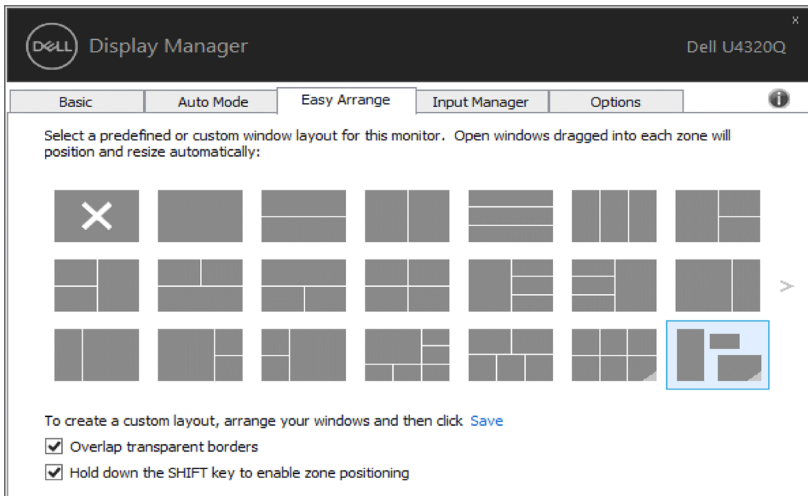 x
DELL
Display Manager
Dell U4320Q
Basic
Auto Mode
Easy Arrange
Input Manager
Options
i
Select a predefined or custom window layout for this monitor. Open windows dragged into each zone will
position and resize automatically:
>
To create a custom layout, arrange your windows and then click Save
Overlap transparent borders
Hold down the SHIFT key to enable zone positioning